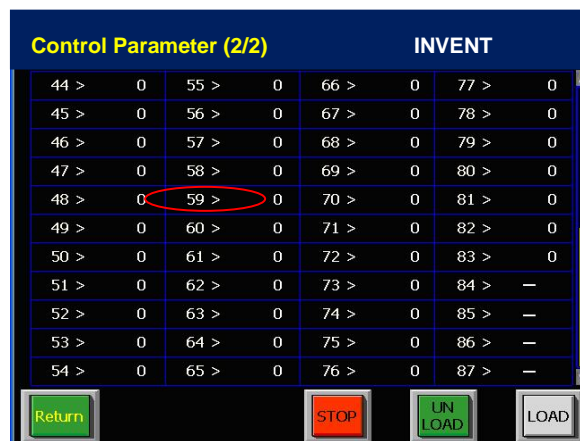 Control Parameter (2/2) INVENT
44 > 0 55 > 0 66 > 0 77 > 0
45 > 0 56 > 0 67 > 0 78 > 0
46 > 0 57 > 0 68 > 0 79 > 0
47 > 0 58 > 0 69 > 0 80 > 0
48 > 0 59 > 0 70 > 0 81 > 0
49 > 0 60 > 0 71 > 0 82 > 0
50 > 0 61 > 0 72 > 0 83 > 0
51 > 0 62 > 0 73 > 0 84 > —
52 > 0 63 > 0 74 > 0 85 > —
53 > 0 64 > 0 75 > 0 86 > —
54 > 0 65 > 0 76 > 0 87 > —
Return STOP UN LOAD LOAD